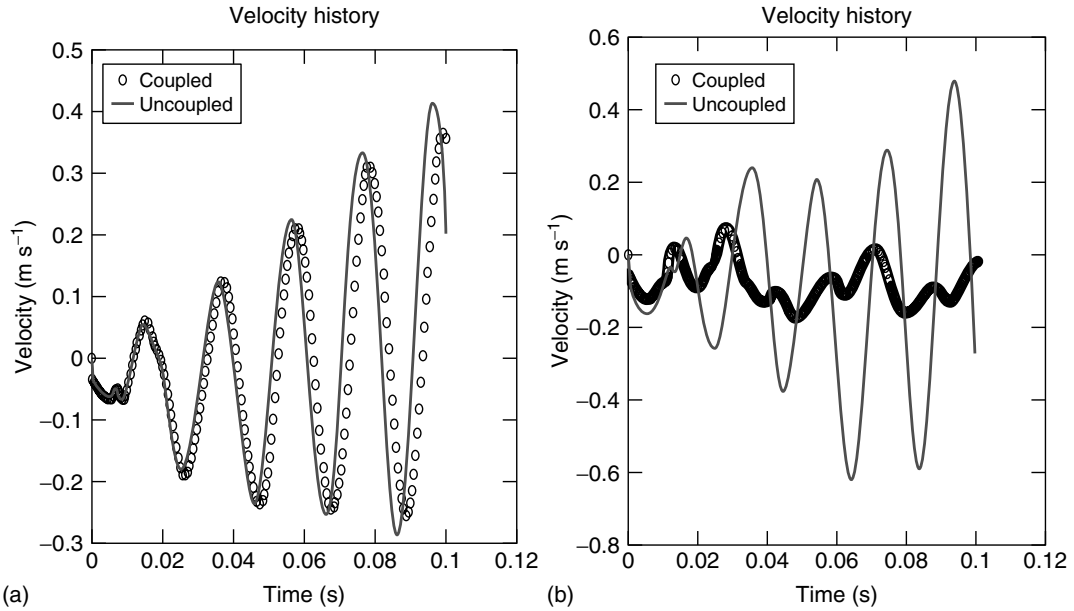 Velocity history
0.5
0.4
0.3
0.2
0.1
0
−0.1
−0.2
−0.3
Velocity (m s−1)
Coupled
Uncoupled
0 0.02 0.04 0.06 0.08 0.1 0.12
Time (s)
(a)
Velocity history
0.6
0.4
0.2
0
−0.2
−0.4
−0.6
−0.8
Velocity (m s−1)
Coupled
Uncoupled
0 0.02 0.04 0.06 0.08 0.1 0.12
Time (s)
(b)